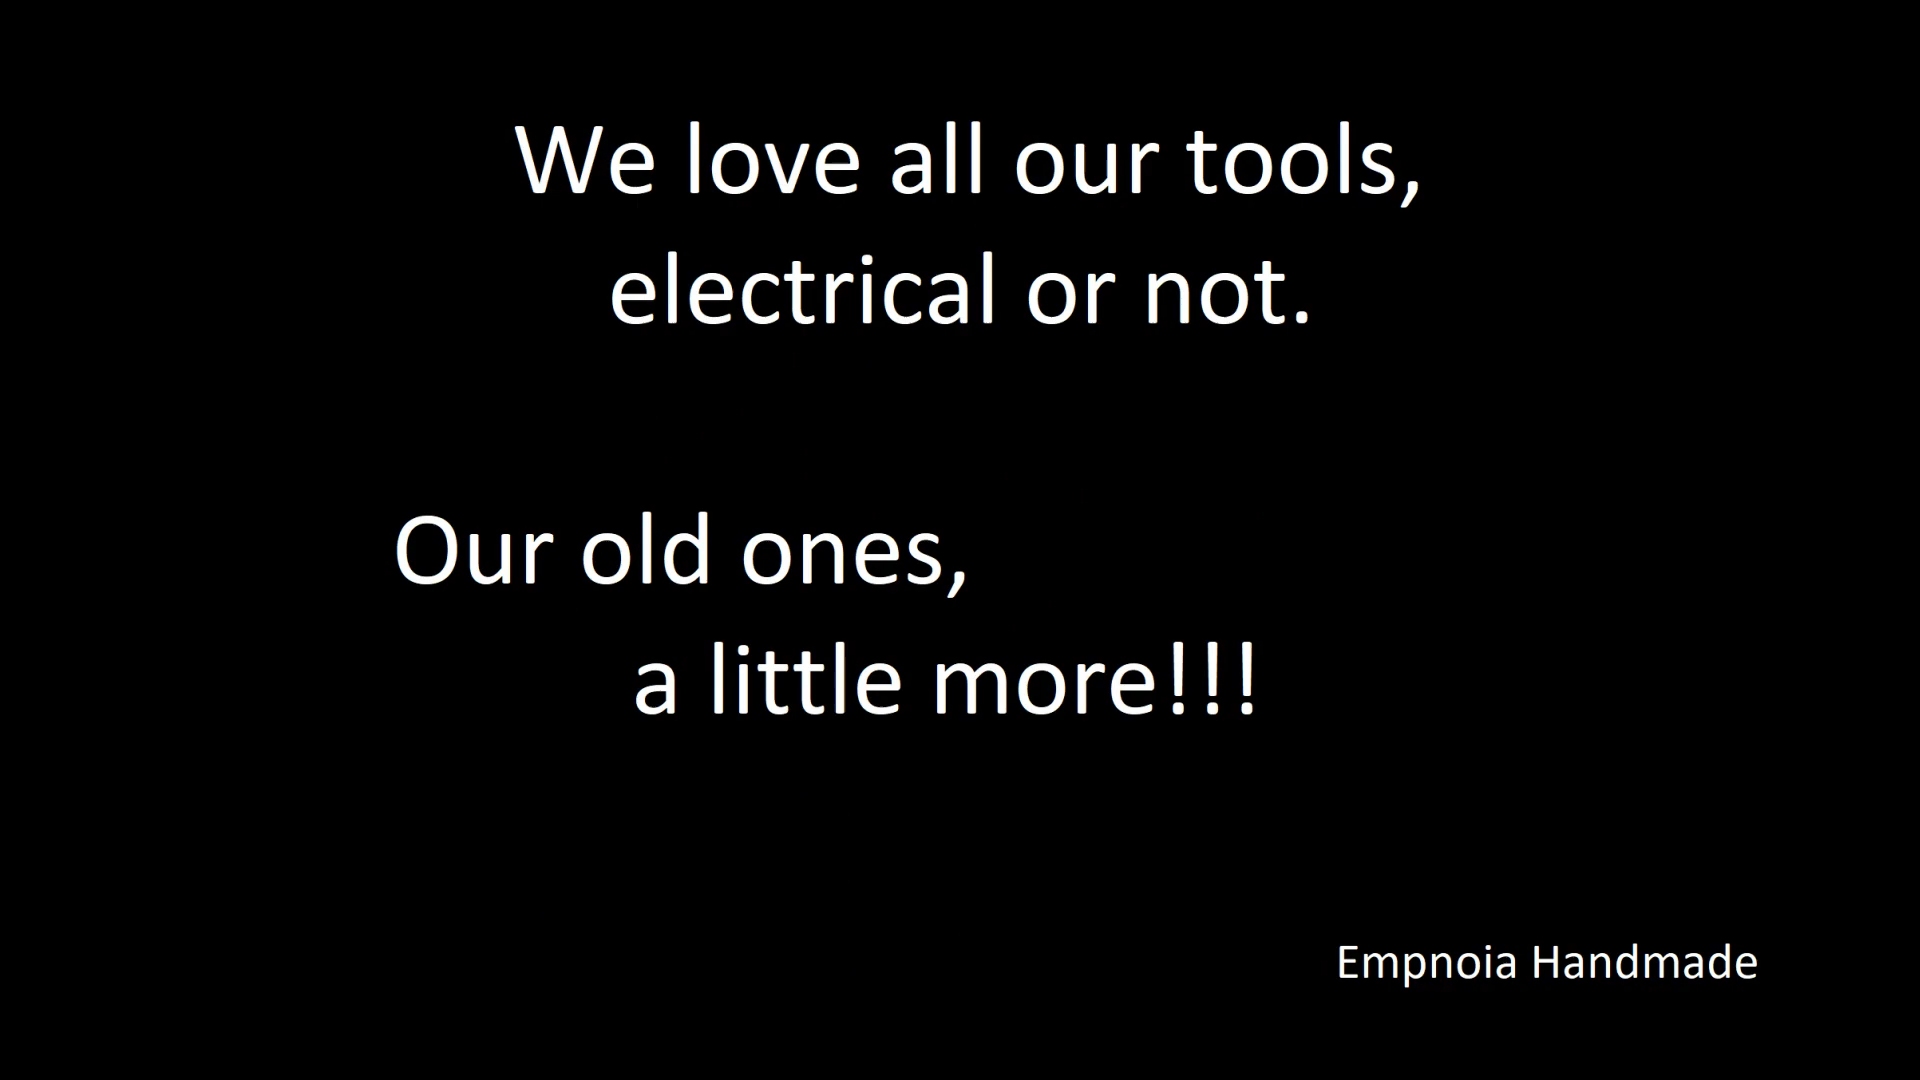 We love all our tools,
electrical or not.
Our old ones,
a little more!!!
Empnoia Handmade